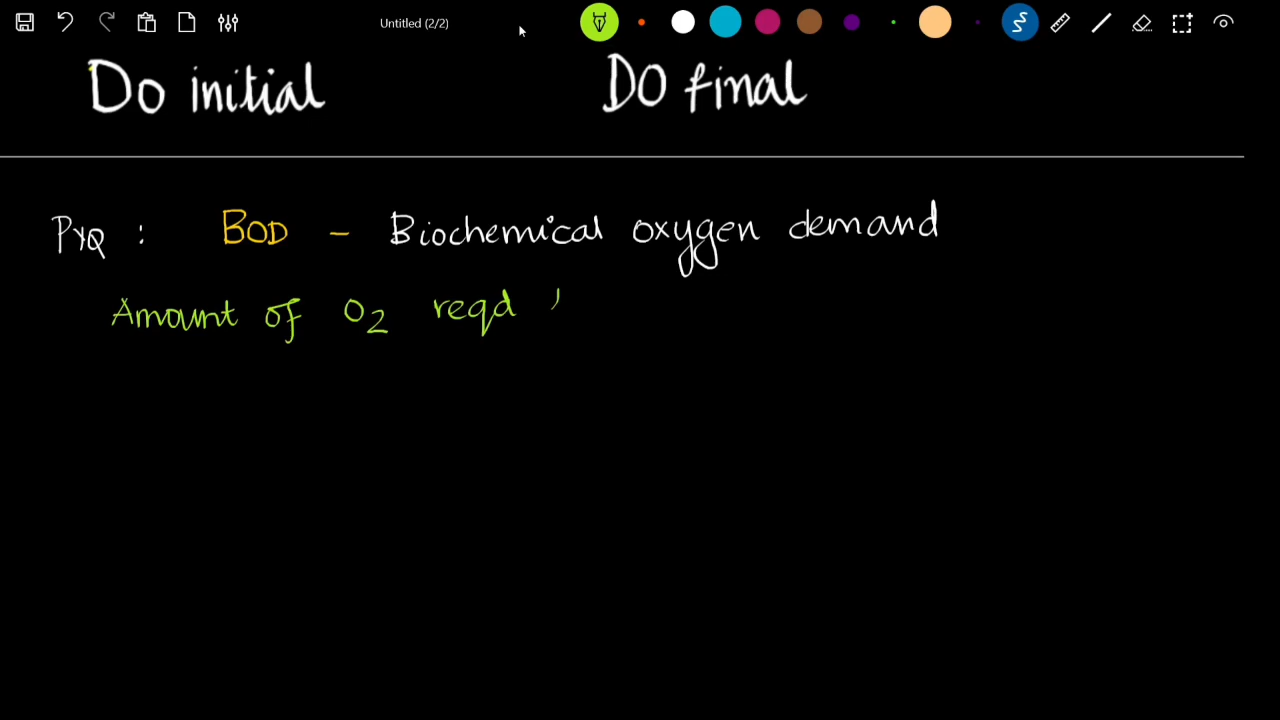 Untitled (2/2)
Do initial DO final
PYQ : BOD - Biochemical oxygen demand
Amount of O2 reqd